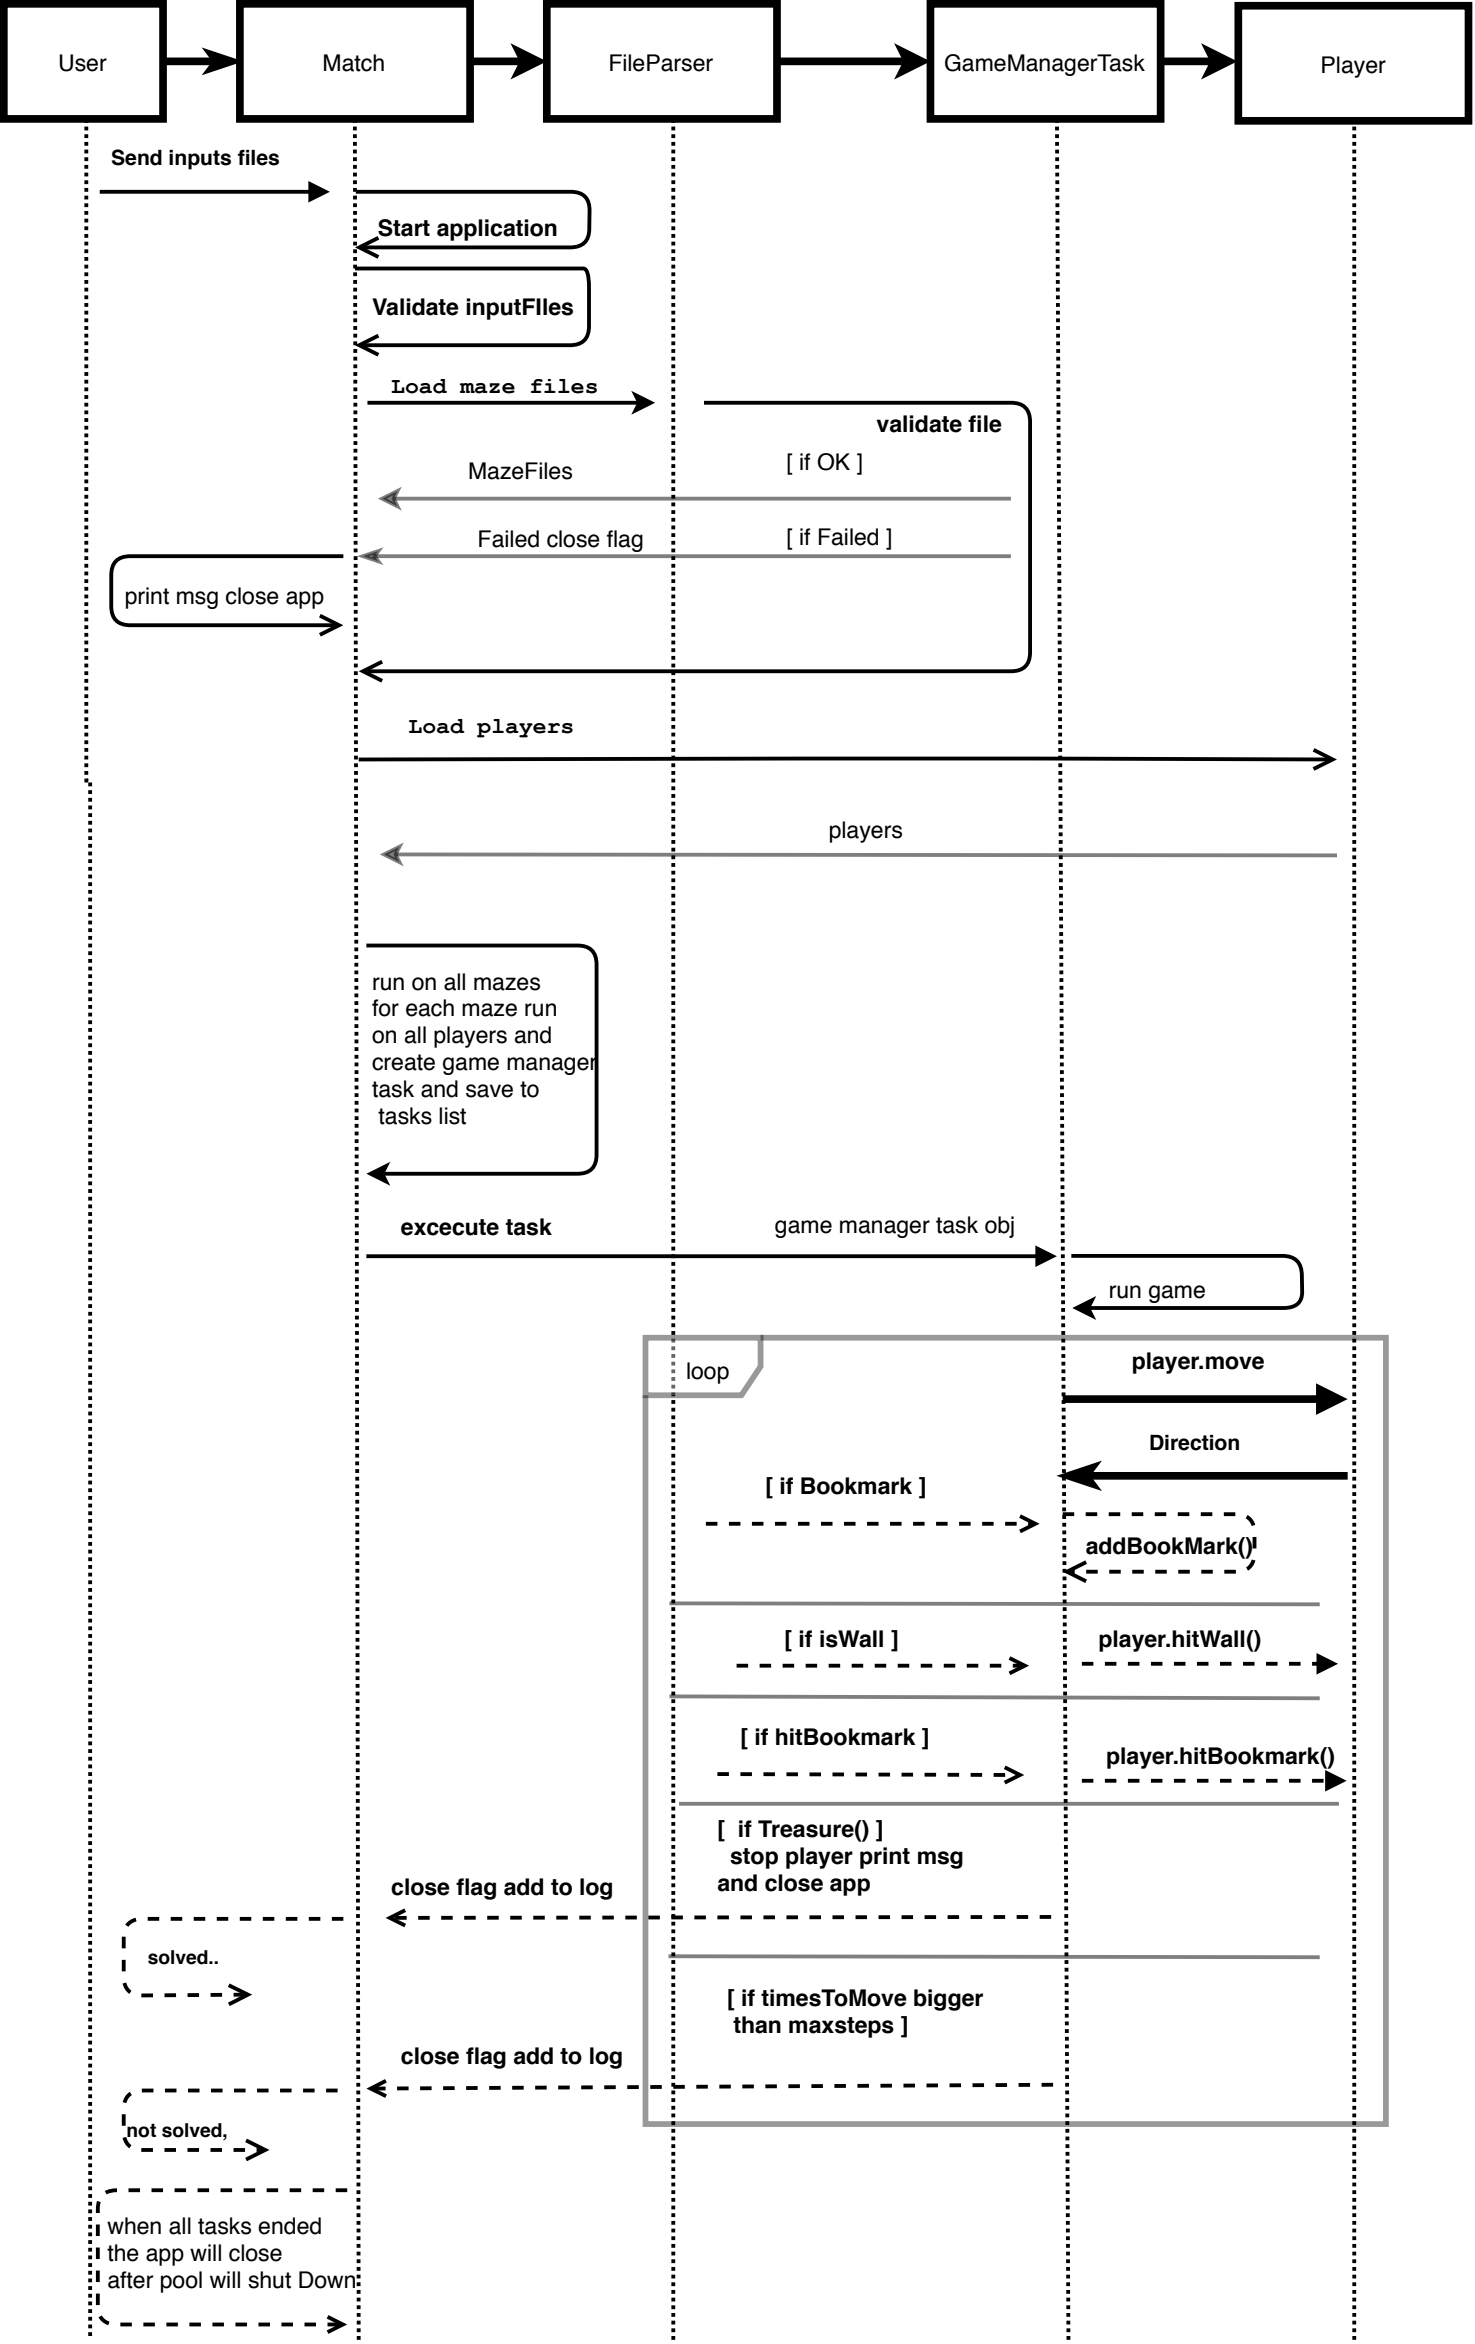 User
Match
FileParser
GameManagerTask
Player
Send inputs files
Start application
Validate inputFIles
Load maze files
validate file
[ if OK ]
MazeFiles
[ if Failed ]
Failed close flag
print msg close app
Load players
players
run on all mazes
for each maze run
on all players and
create game manager
task and save to
tasks list
excecute task
game manager task obj
run game
loop
player.move
Direction
[ if Bookmark ]
addBookMark()
[ if isWall ]
player.hitWall()
[ if hitBookmark ]
player.hitBookmark()
[ if Treasure() ]
stop player print msg
and close app
close flag add to log
solved..
[ if timesToMove bigger
than maxsteps ]
close flag add to log
not solved,
when all tasks ended
the app will close
after pool will shut Down